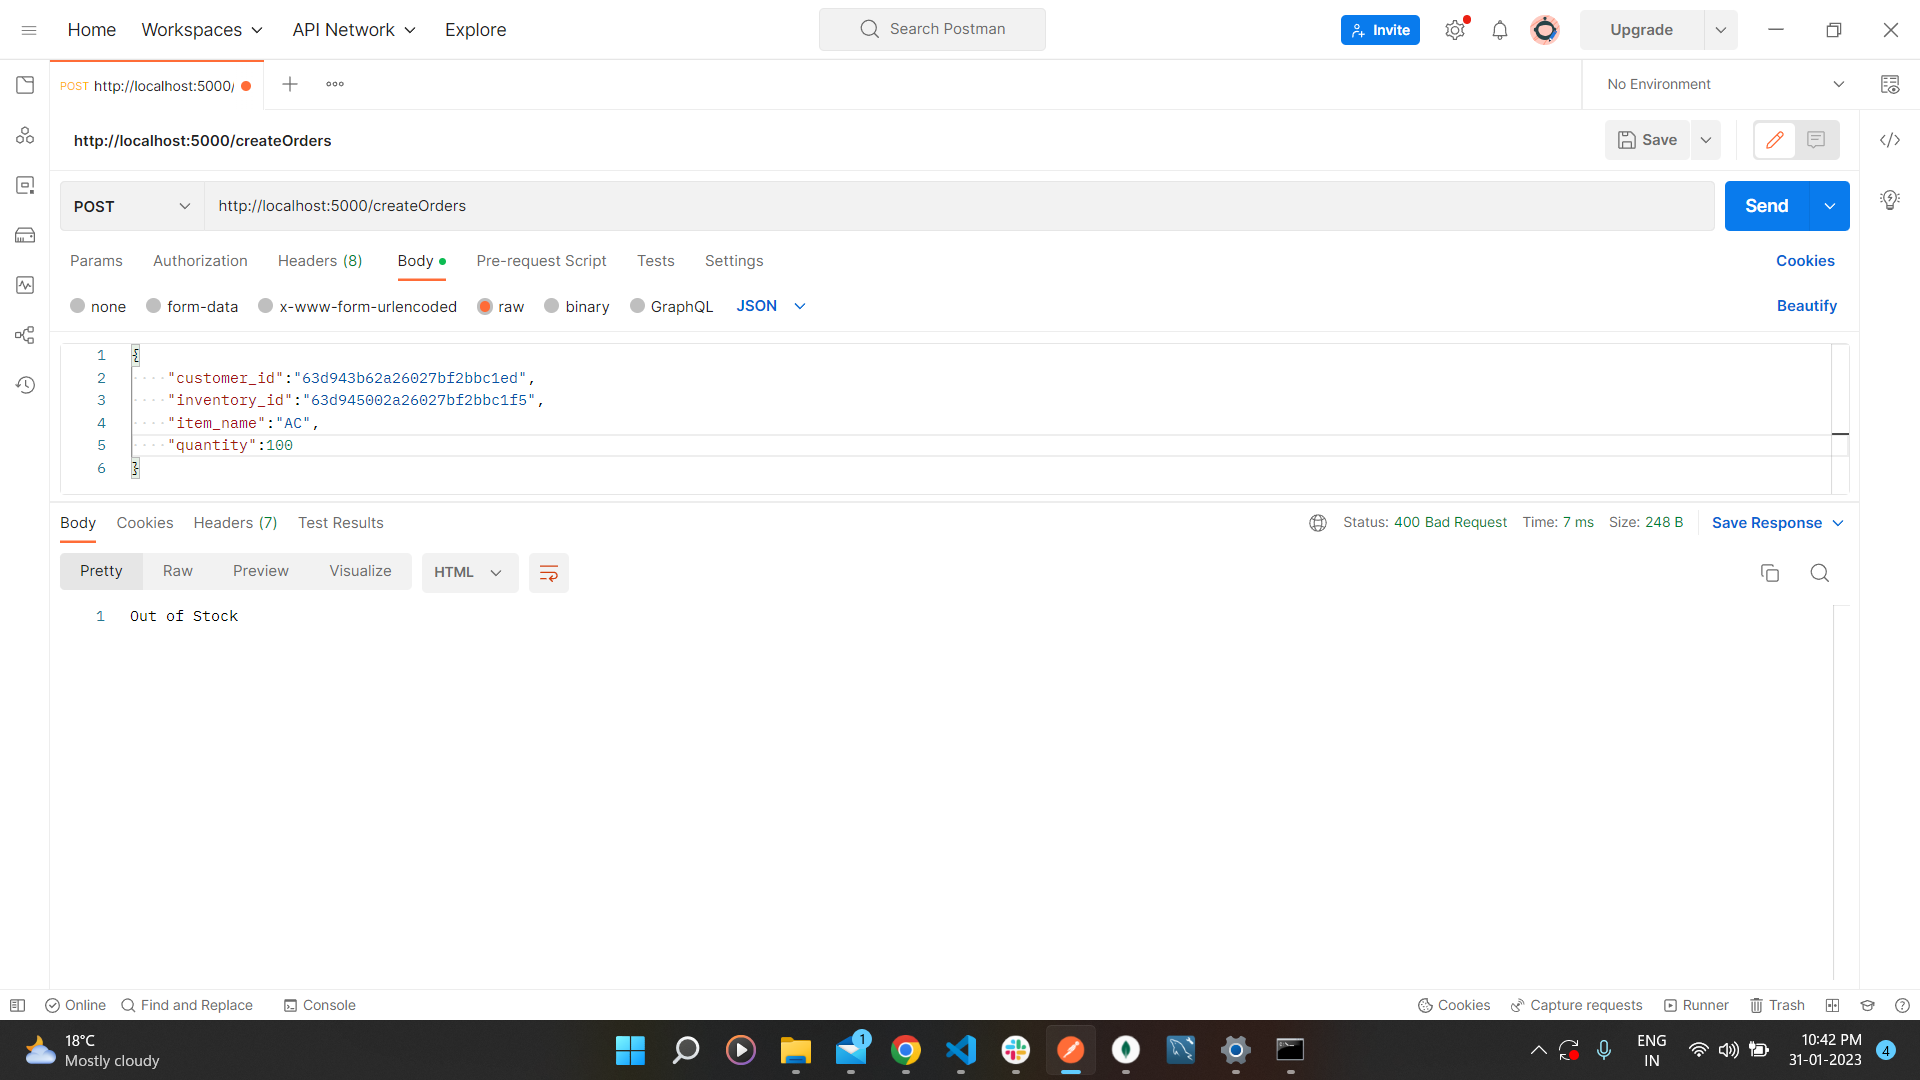 Home Workspaces API Network Explore Search Postman Invite Upgrade
POST http://localhost:5000/ No Environment
http://localhost:5000/createOrders Save
POST http://localhost:5000/createOrders Send
Params Authorization Headers (8) Body Pre-request Script Tests Settings Cookies
none form-data x-www-form-urlencoded raw binary GraphQL JSON Beautify
1 {
2 "customer_id":"63d943b62a26027bf2bbc1ed",
3 "inventory_id":"63d945002a26027bf2bbc1f5",
4 "item_name":"AC",
5 "quantity":100
6 }
Body Cookies Headers (7) Test Results Status: 400 Bad Request Time: 7 ms Size: 248 B Save Response
Pretty Raw Preview Visualize HTML
1 Out of Stock
Online Find and Replace Console Cookies Capture requests Runner Trash
18°C
Mostly cloudy
1
ENG
IN
10:42 PM
31-01-2023
4